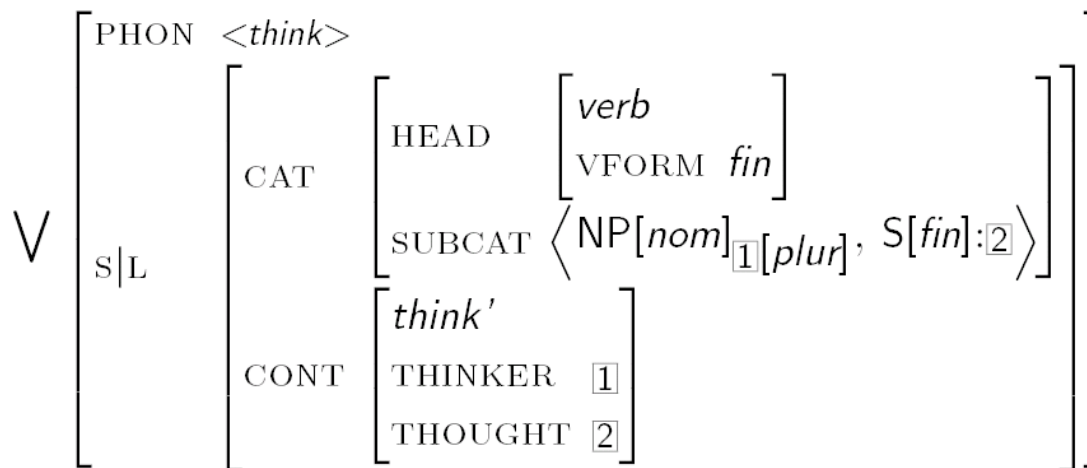 PHON <think>
HEAD verb
VFORM fin
CAT
SUBCAT ⟨NP[nom]₁[plur], S[fin]:2⟩
∨ S|L
think’
CONT THINKER 1
THOUGHT 2